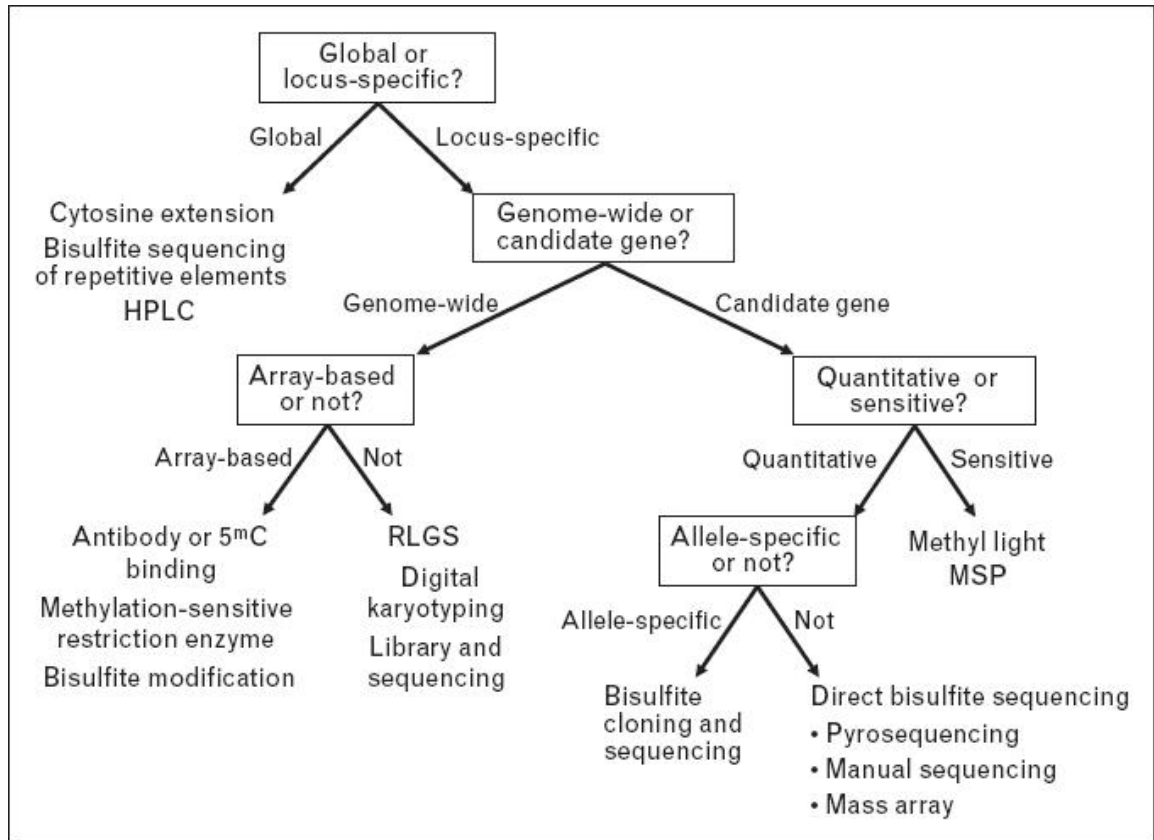 Global or
locus-specific?
Global
Locus-specific
Cytosine extension
Bisulfite sequencing
of repetitive elements
HPLC
Genome-wide or
candidate gene?
Genome-wide
Candidate gene
Array-based
or not?
Quantitative or
sensitive?
Array-based
Not
Quantitative
Sensitive
Antibody or 5mC
binding
Methylation-sensitive
restriction enzyme
Bisulfite modification
RLGS
Digital
karyotyping
Library and
sequencing
Allele-specific
or not?
Methyl light
MSP
Allele-specific
Not
Bisulfite
cloning and
sequencing
Direct bisulfite sequencing
• Pyrosequencing
• Manual sequencing
• Mass array